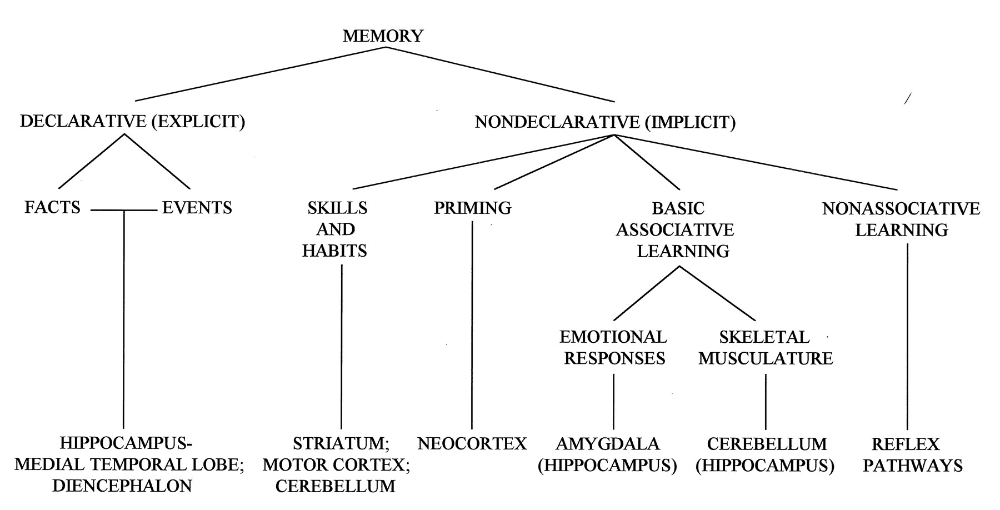 MEMORY
DECLARATIVE (EXPLICIT)
NONDECLARATIVE (IMPLICIT)
FACTS
EVENTS
SKILLS
AND
HABITS
PRIMING
BASIC
ASSOCIATIVE
LEARNING
NONASSOCIATIVE
LEARNING
EMOTIONAL
RESPONSES
SKELETAL
MUSCULATURE
HIPPOCAMPUS-
MEDIAL TEMPORAL LOBE;
DIENCEPHALON
STRIATUM;
MOTOR CORTEX;
CEREBELLUM
NEOCORTEX
AMYGDALA
(HIPPOCAMPUS)
CEREBELLUM
(HIPPOCAMPUS)
REFLEX
PATHWAYS